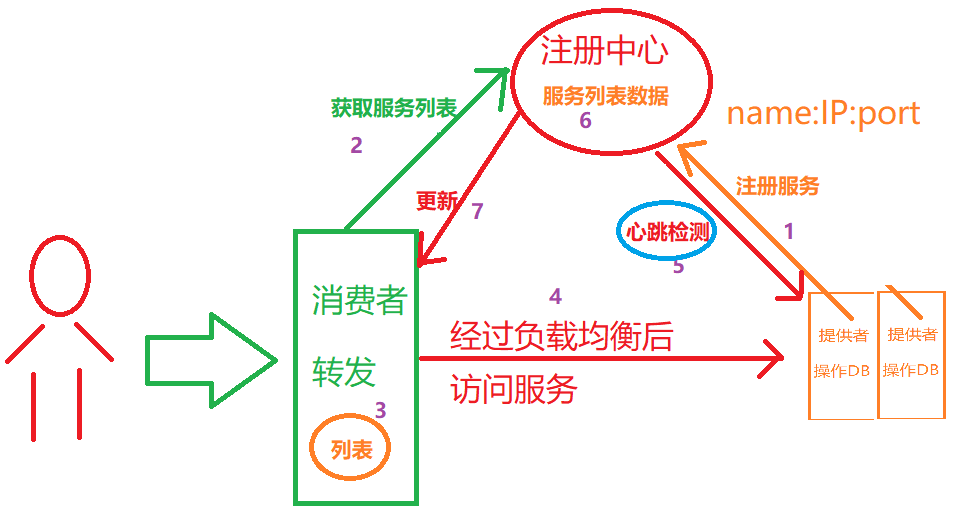 注册中心
服务列表数据
6
name:IP:port
获取服务列表
2
更新
7
注册服务
1
心跳检测
5
消费者
转发
3
列表
4
经过负载均衡后
访问服务
提供者
操作DB
提供者
操作DB